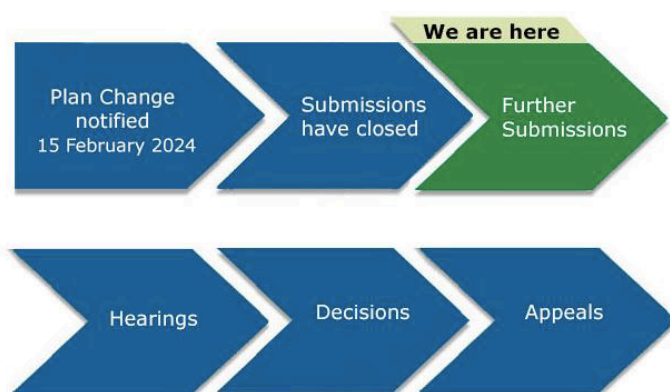 We are here
Plan Change
notified
15 February 2024
Submissions
have closed
Further
Submissions
Hearings
Decisions
Appeals